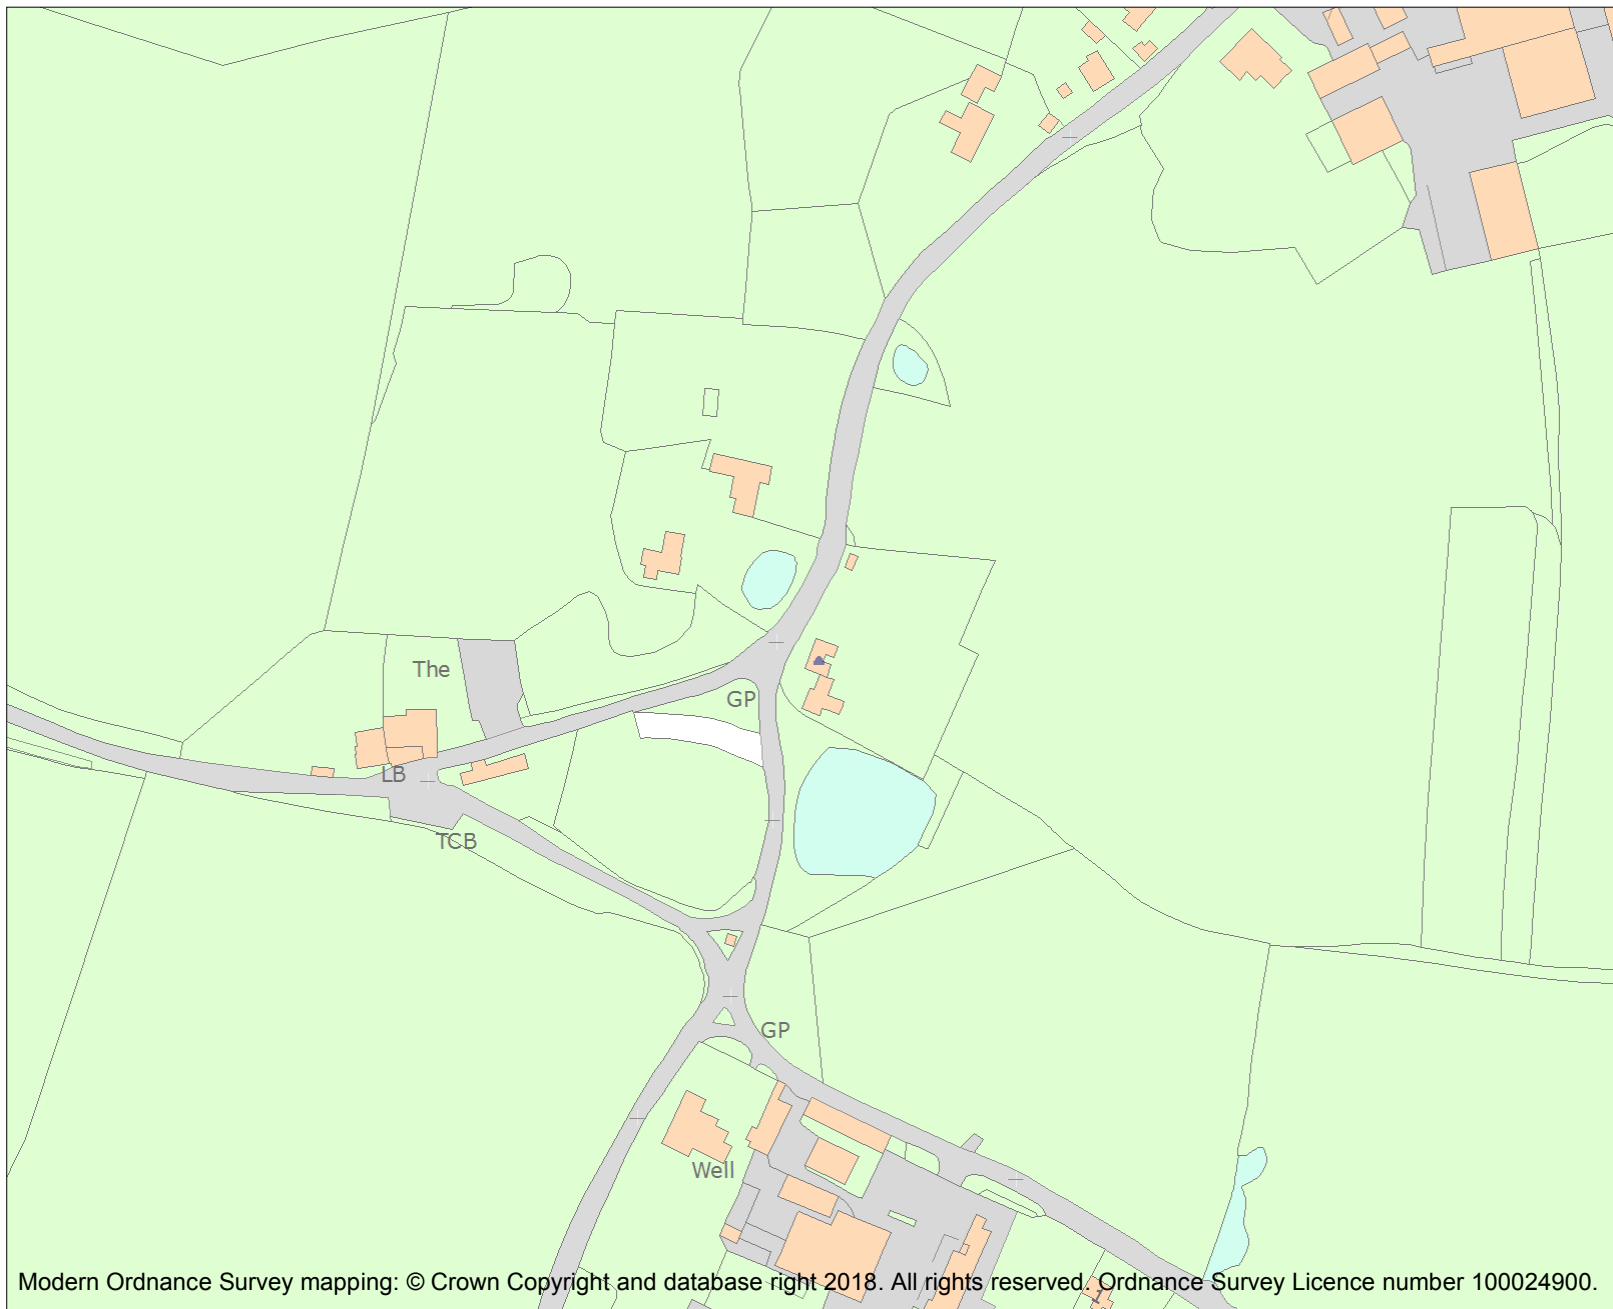 The
GP
LB
TCB
GP
Well
1
Modern Ordnance Survey mapping: © Crown Copyright and database right 2018. All rights reserved. Ordnance Survey Licence number 100024900.